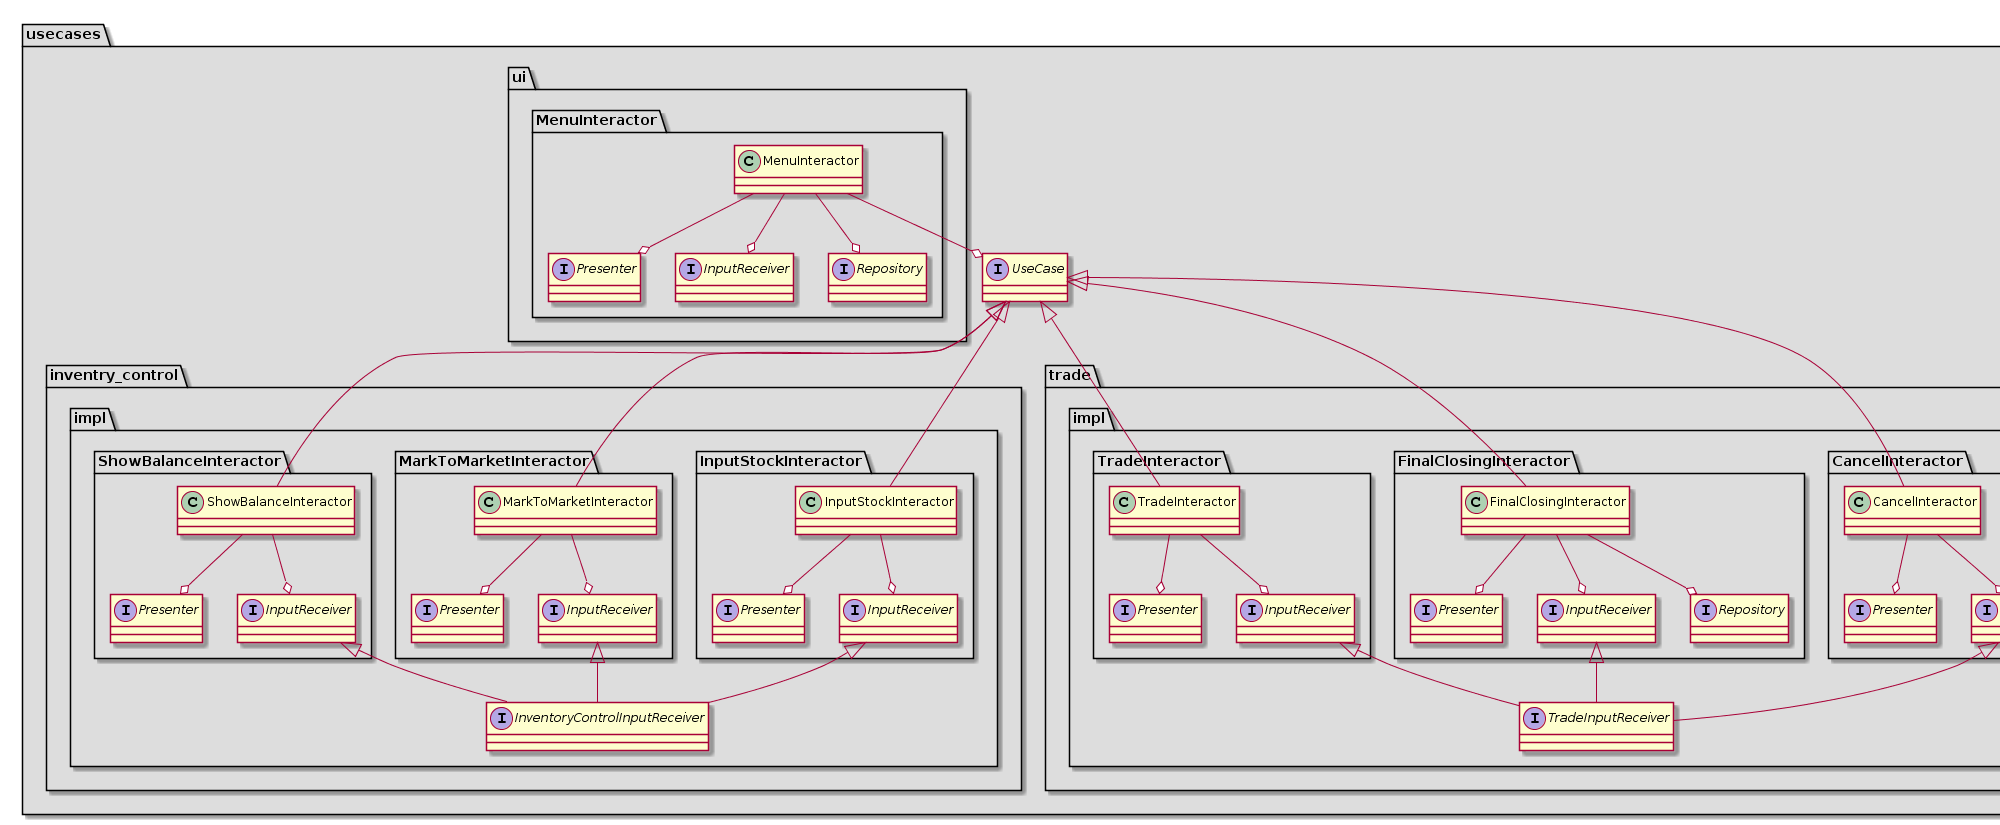 usecases
ui
MenuInteractor
C MenuInteractor
I Presenter
I InputReceiver
I Repository
I UseCase
inventry_control
trade
impl
impl
ShowBalanceInteractor
MarkToMarketInteractor
InputStockInteractor
TradeInteractor
FinalClosingInteractor
CancelInteractor
C ShowBalanceInteractor
C MarkToMarketInteractor
C InputStockInteractor
C TradeInteractor
C FinalClosingInteractor
C CancelInteractor
I Presenter
I InputReceiver
I Presenter
I InputReceiver
I Presenter
I InputReceiver
I Presenter
I InputReceiver
I Presenter
I InputReceiver
I Repository
I Presenter
I
I InventoryControlInputReceiver
I TradeInputReceiver